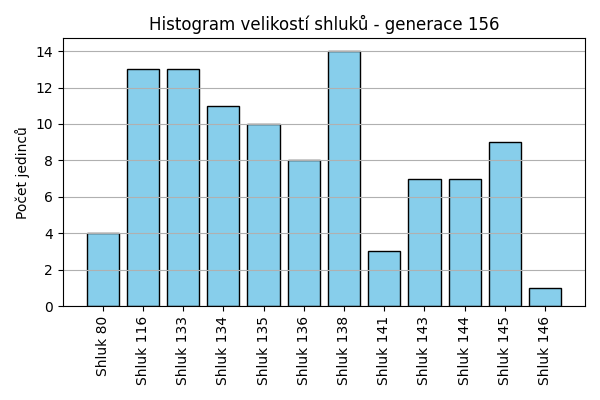 Histogram velikostí shluků - generace 156
Počet jedinců
14
12
10
8
6
4
2
0
Shluk 80
Shluk 116
Shluk 133
Shluk 134
Shluk 135
Shluk 136
Shluk 138
Shluk 141
Shluk 143
Shluk 144
Shluk 145
Shluk 146